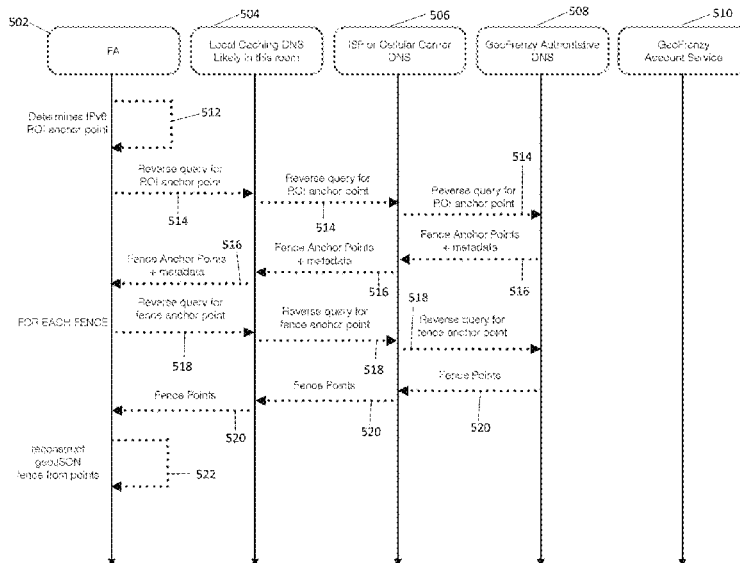 502
504
506
508
510
FA
Local Caching DNS
Likely in this room
ISP or Cellular Carrier
DNS
GeoFrenzy Authoritative
DNS
GeoFrenzy
Account Service
Determines IPv6
ROI anchor point
512
Reverse query for
ROI anchor point
514
Reverse query for
ROI anchor point
514
Reverse query for
ROI anchor point
514
Fence Anchor Points
+ metadata
516
Fence Anchor Points
+ metadata
516
Fence Anchor Points
+ metadata
516
FOR EACH FENCE
Reverse query for
fence anchor point
518
Reverse query for
fence anchor point
518
Reverse query for
fence anchor point
518
Fence Points
520
Fence Points
520
Fence Points
520
reconstruct
geoJSON
fence from points
522